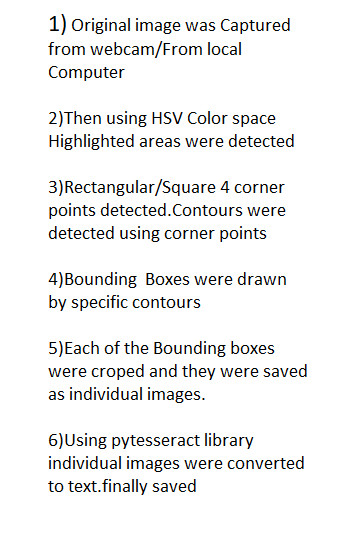 1) Original image was Captured
from webcam/From local
Computer
2)Then using HSV Color space
Highlighted areas were detected
3)Rectangular/Square 4 corner
points detected.Contours were
detected using corner points
4)Bounding  Boxes were drawn
by specific contours
5)Each of the Bounding boxes
were croped and they were saved
as individual images.
6)Using pytesseract library
individual images were converted
to text.finally saved